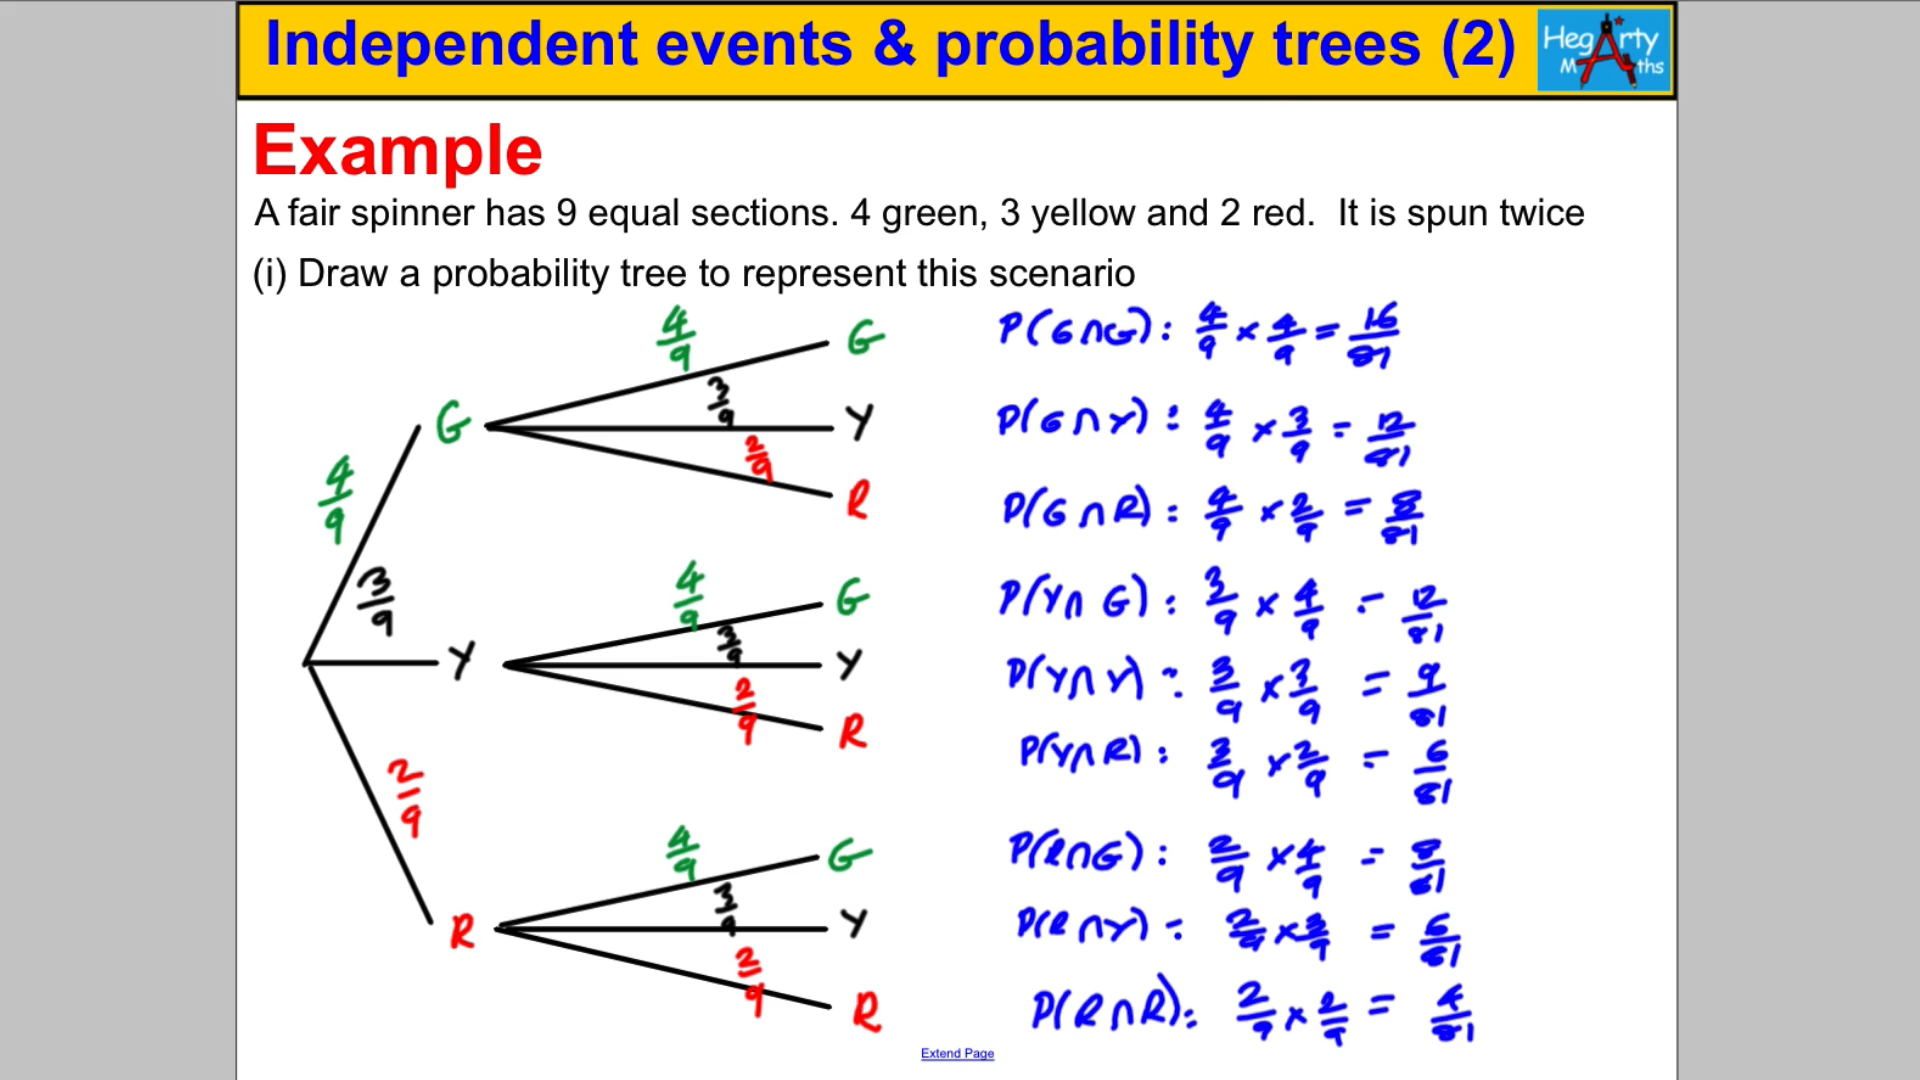 Independent events & probability trees (2)
Hegarty
Maths
Example
A fair spinner has 9 equal sections. 4 green, 3 yellow and 2 red. It is spun twice
(i) Draw a probability tree to represent this scenario
4/9 G
4/9 G
3/9 Y
2/9 R
3/9 Y
4/9 G
3/9 Y
2/9 R
2/9 R
4/9 G
3/9 Y
2/9 R
P(G∩G) = 4/9 × 4/9 = 16/81
P(G∩Y) = 4/9 × 3/9 = 12/81
P(G∩R) = 4/9 × 2/9 = 8/81
P(Y∩G) = 3/9 × 4/9 = 12/81
P(Y∩Y) = 3/9 × 3/9 = 9/81
P(Y∩R) = 3/9 × 2/9 = 6/81
P(R∩G) = 2/9 × 4/9 = 8/81
P(R∩Y) = 2/9 × 3/9 = 6/81
P(R∩R) = 2/9 × 2/9 = 4/81
Extend Page